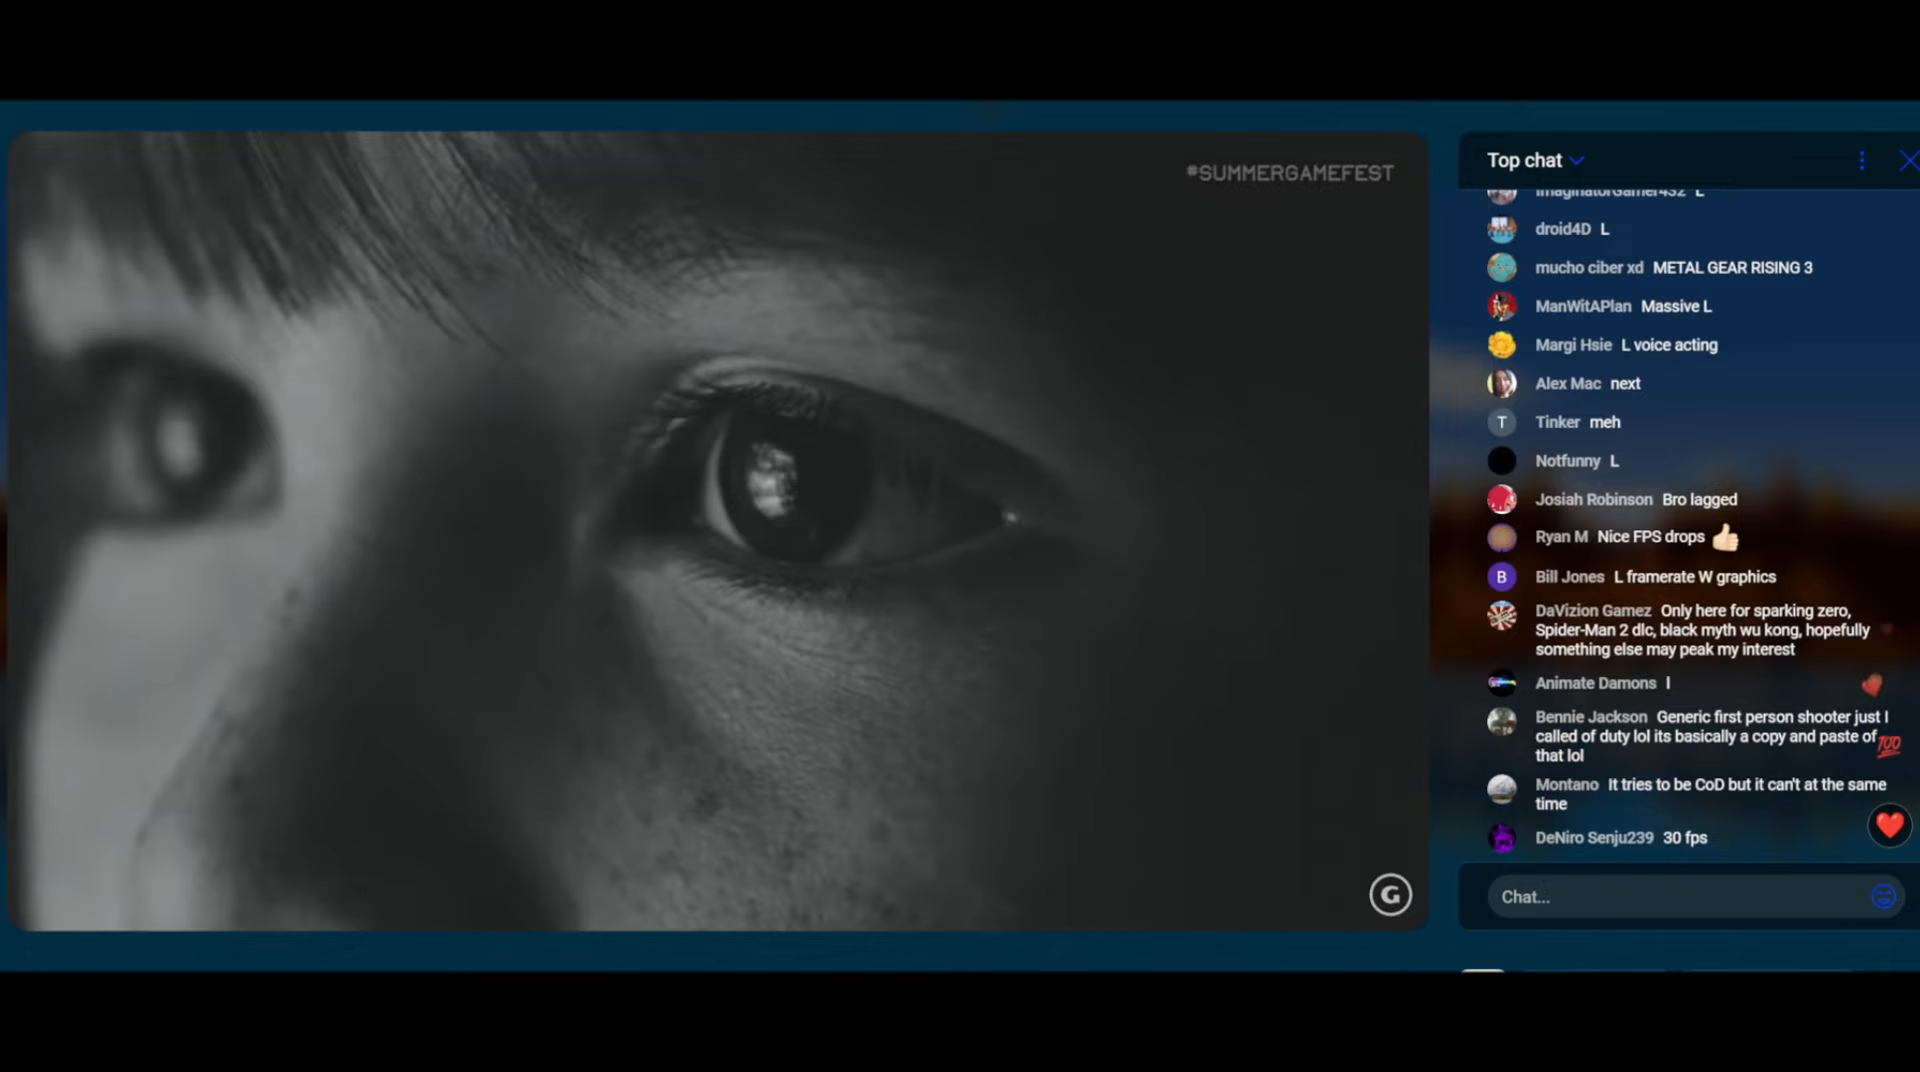 #SUMMERGAMEFEST
G
Top chat
ImaginatorGamer432 L
droid4D L
mucho ciber xd METAL GEAR RISING 3
ManWitAPlan Massive L
Margi Hsie L voice acting
Alex Mac next
T Tinker meh
Notfunny L
Josiah Robinson Bro lagged
Ryan M Nice FPS drops 👍🏻
B Bill Jones L framerate W graphics
DaVizion Gamez Only here for sparking zero,
Spider-Man 2 dlc, black myth wu kong, hopefully
something else may peak my interest
Animate Damons l
Bennie Jackson Generic first person shooter just I
called of duty lol its basically a copy and paste of
that lol
100
Montano It tries to be CoD but it can't at the same
time
DeNiro Senju239 30 fps
Chat...